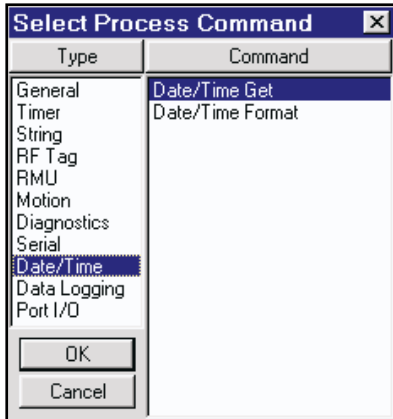 Select Process Command
Type
Command
General
Timer
String
RF Tag
RMU
Motion
Diagnostics
Serial
Date/Time
Data Logging
Port I/O
Date/Time Get
Date/Time Format
OK
Cancel